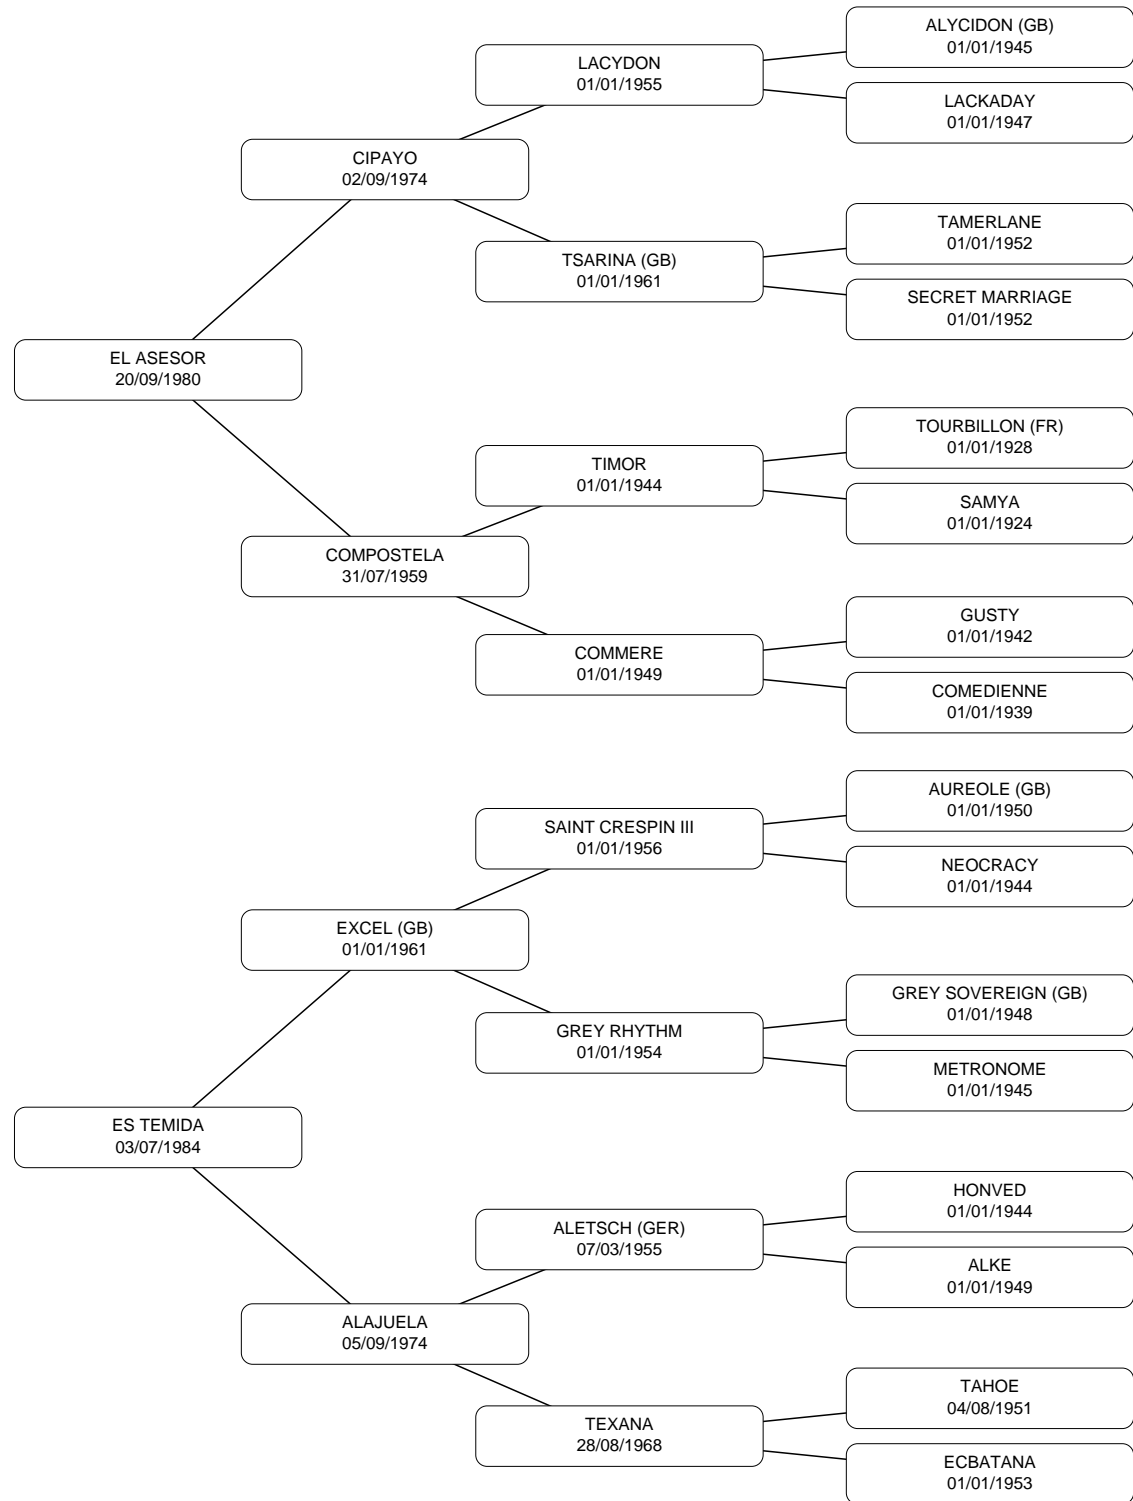 ALYCIDON (GB)
01/01/1945
LACYDON
01/01/1955
LACKADAY
01/01/1947
CIPAYO
02/09/1974
TAMERLANE
01/01/1952
TSARINA (GB)
01/01/1961
SECRET MARRIAGE
01/01/1952
EL ASESOR
20/09/1980
TOURBILLON (FR)
01/01/1928
TIMOR
01/01/1944
SAMYA
01/01/1924
COMPOSTELA
31/07/1959
GUSTY
01/01/1942
COMMERE
01/01/1949
COMEDIENNE
01/01/1939
AUREOLE (GB)
01/01/1950
SAINT CRESPIN III
01/01/1956
NEOCRACY
01/01/1944
EXCEL (GB)
01/01/1961
GREY SOVEREIGN (GB)
01/01/1948
GREY RHYTHM
01/01/1954
METRONOME
01/01/1945
ES TEMIDA
03/07/1984
HONVED
01/01/1944
ALETSCH (GER)
07/03/1955
ALKE
01/01/1949
ALAJUELA
05/09/1974
TAHOE
04/08/1951
TEXANA
28/08/1968
ECBATANA
01/01/1953